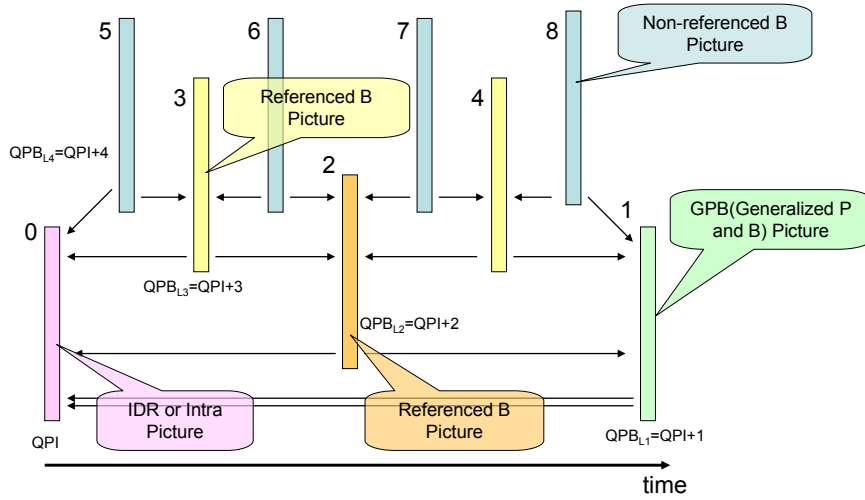 5
6
7
8
Non-referenced B
Picture
3
Referenced B
Picture
4
QPB_L4=QPI+4
2
0
1
GPB(Generalized P
and B) Picture
QPB_L3=QPI+3
QPB_L2=QPI+2
IDR or Intra
Picture
Referenced B
Picture
QPI
QPB_L1=QPI+1
time